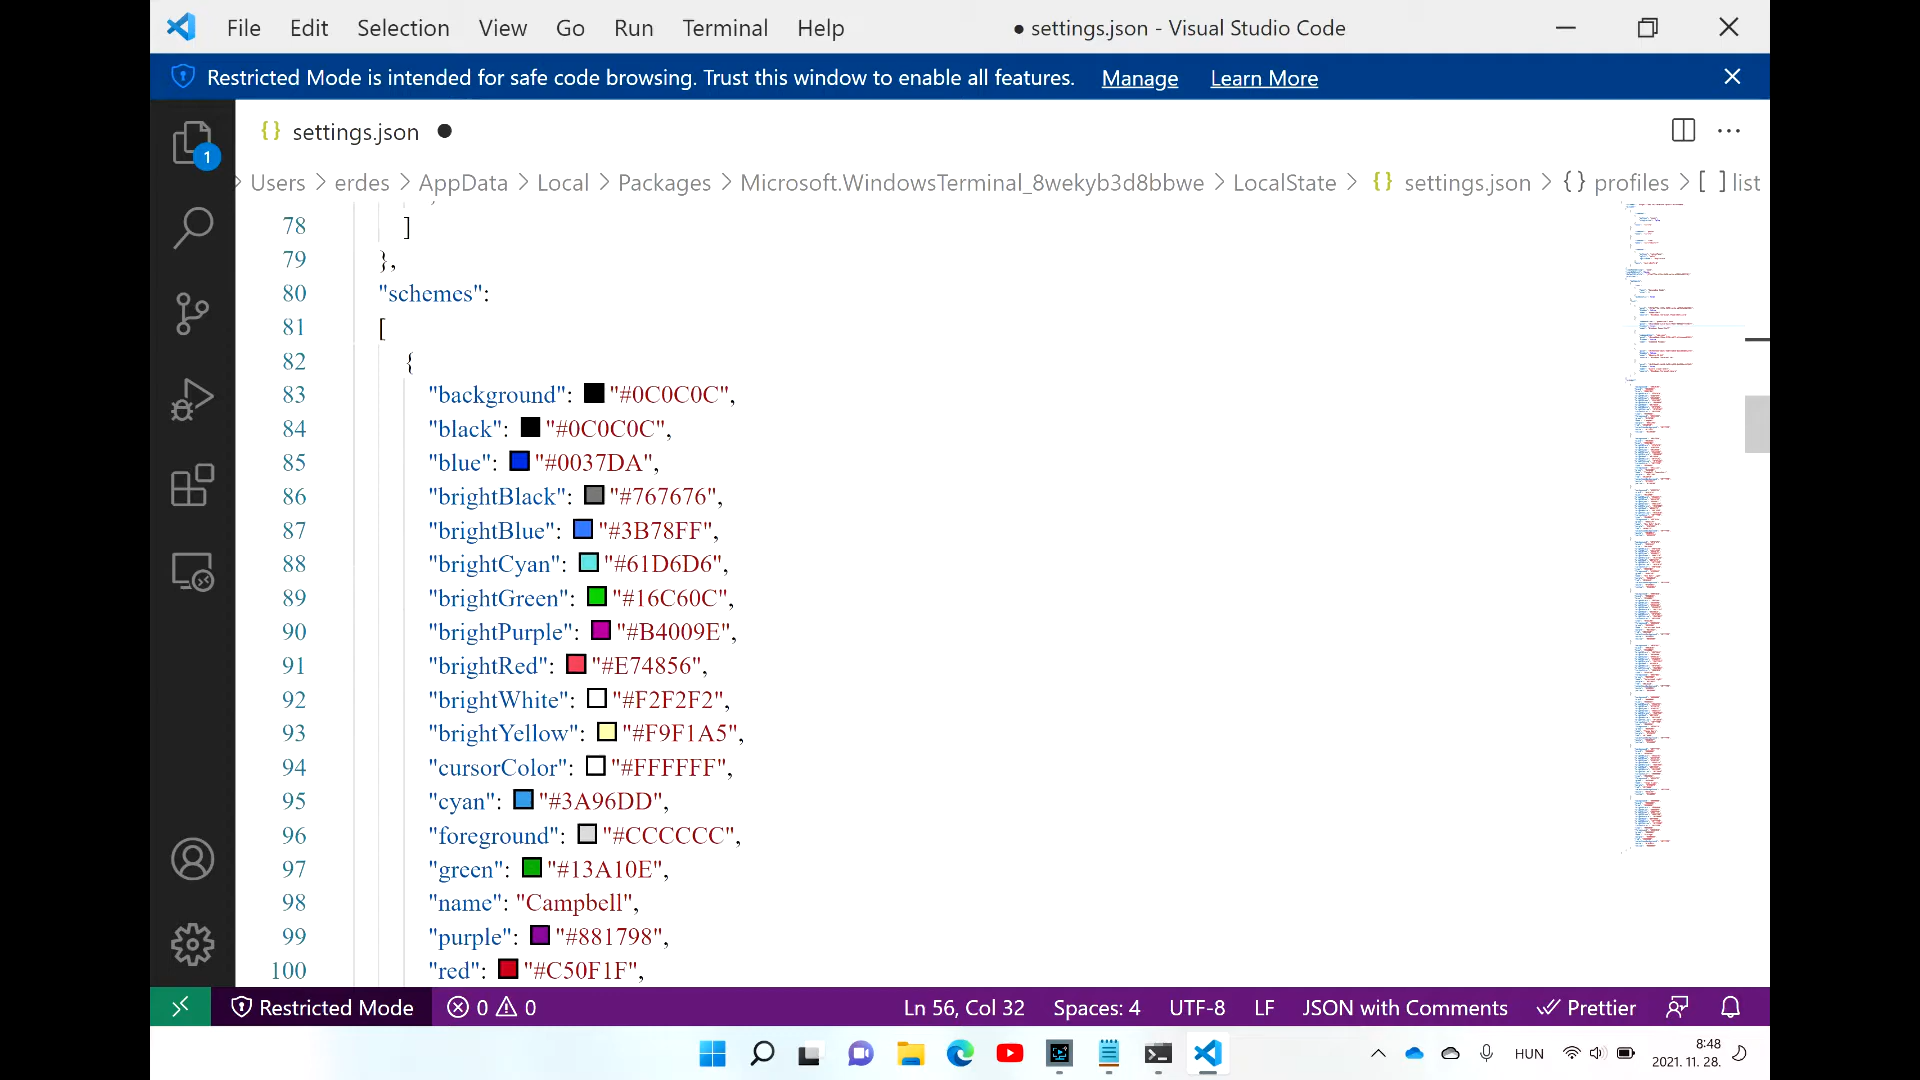 File Edit Selection View Go Run Terminal Help ● settings.json - Visual Studio Code
Restricted Mode is intended for safe code browsing. Trust this window to enable all features. Manage Learn More
{} settings.json ●
1
> Users > erdes > AppData > Local > Packages > Microsoft.WindowsTerminal_8wekyb3d8bbwe > LocalState > {} settings.json > {} profiles > [ ] list
78 ]
79 },
80 "schemes":
81 [
82 {
83 "background": "#0C0C0C",
84 "black": "#0C0C0C",
85 "blue": "#0037DA",
86 "brightBlack": "#767676",
87 "brightBlue": "#3B78FF",
88 "brightCyan": "#61D6D6",
89 "brightGreen": "#16C60C",
90 "brightPurple": "#B4009E",
91 "brightRed": "#E74856",
92 "brightWhite": "#F2F2F2",
93 "brightYellow": "#F9F1A5",
94 "cursorColor": "#FFFFFF",
95 "cyan": "#3A96DD",
96 "foreground": "#CCCCCC",
97 "green": "#13A10E",
98 "name": "Campbell",
99 "purple": "#881798",
100 "red": "#C50F1F",
Restricted Mode 0 0 Ln 56, Col 32 Spaces: 4 UTF-8 LF JSON with Comments Prettier
HUN 8:48
2021. 11. 28.